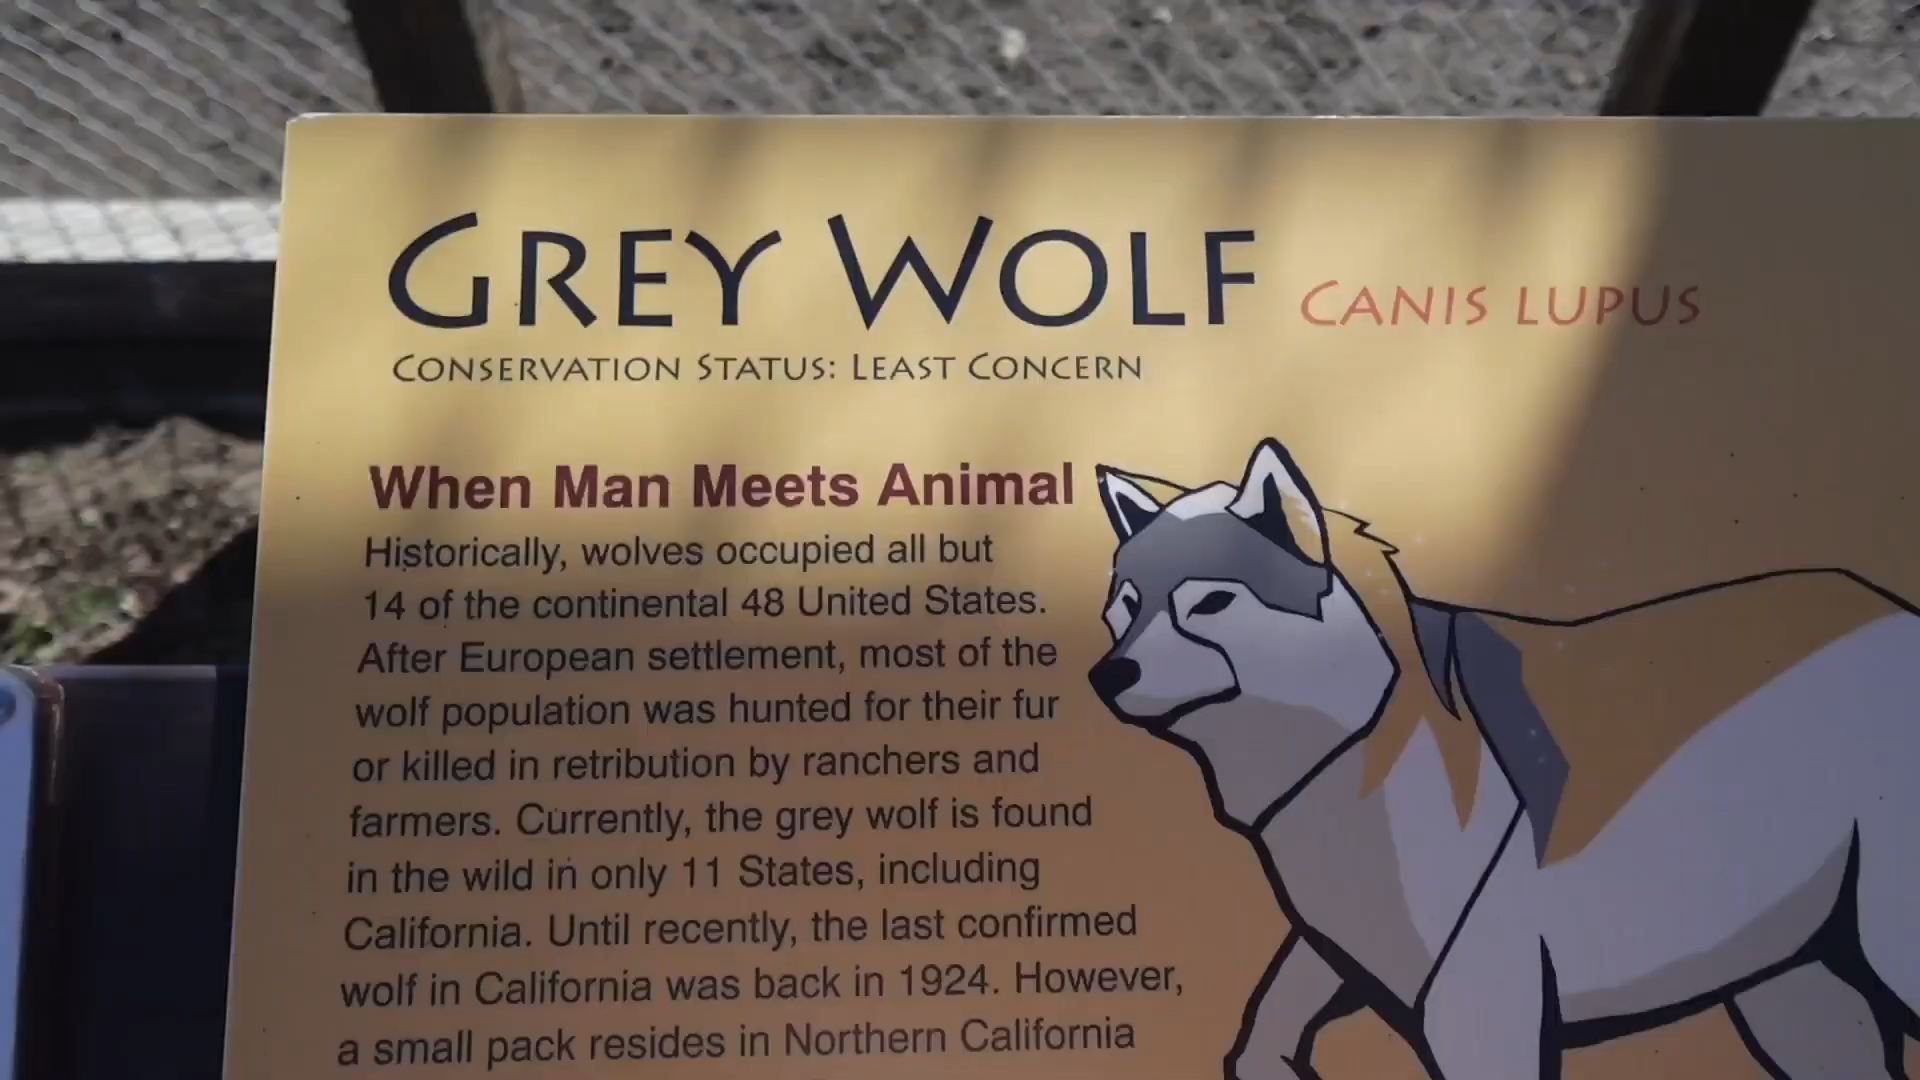 GREY WOLF CANIS LUPUS
CONSERVATION STATUS: LEAST CONCERN
When Man Meets Animal
Historically, wolves occupied all but
14 of the continental 48 United States.
After European settlement, most of the
wolf population was hunted for their fur
or killed in retribution by ranchers and
farmers. Currently, the grey wolf is found
in the wild in only 11 States, including
California. Until recently, the last confirmed
wolf in California was back in 1924. However,
a small pack resides in Northern California